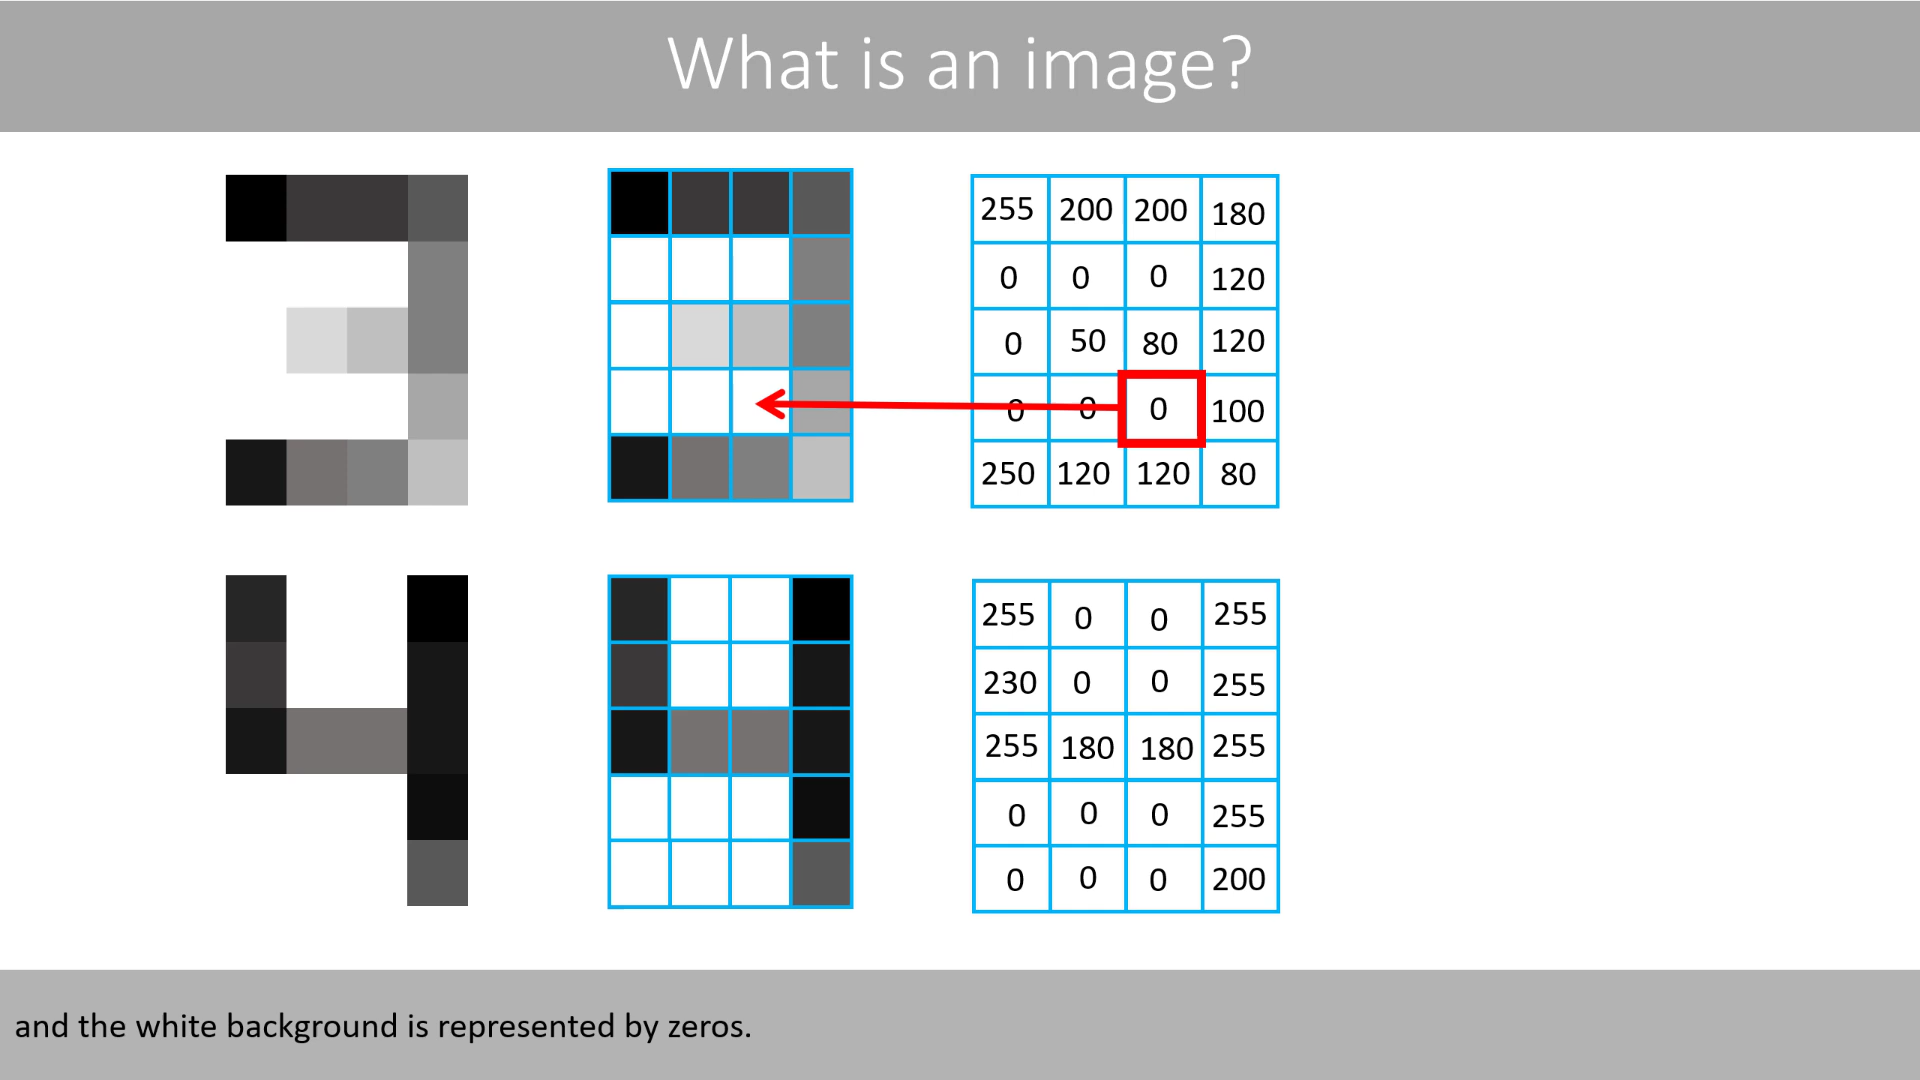 What is an image?
255 200 200 180
0 0 0 120
0 50 80 120
0 0 0 100
250 120 120 80
255 0 0 255
230 0 0 255
255 180 180 255
0 0 0 255
0 0 0 200
and the white background is represented by zeros.